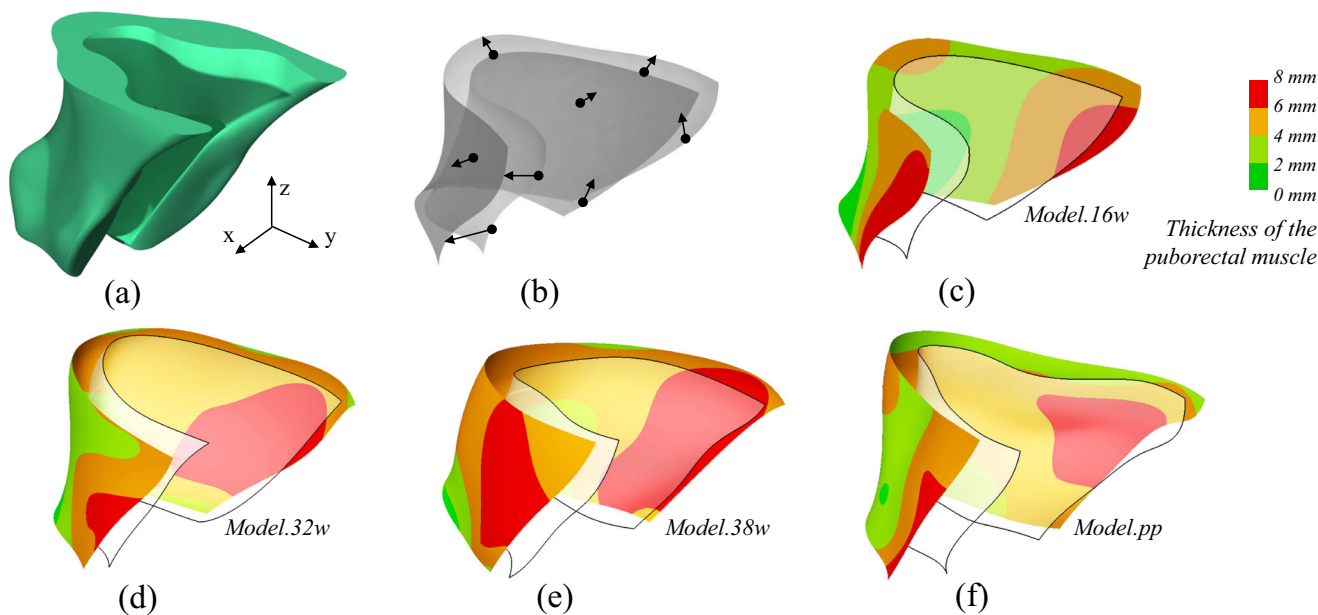 z
x
y
(a)
(b)
Model.16w
(c)
8 mm
6 mm
4 mm
2 mm
0 mm
Thickness of the
puborectal muscle
Model.32w
(d)
Model.38w
(e)
Model.pp
(f)